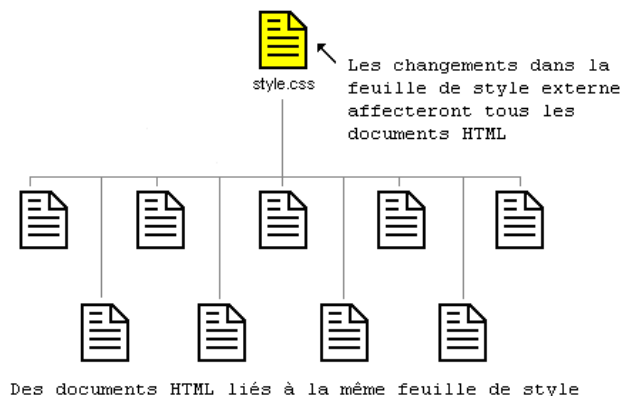 style.css
Les changements dans la
feuille de style externe
affecteront tous les
documents HTML
Des documents HTML liés à la même feuille de style